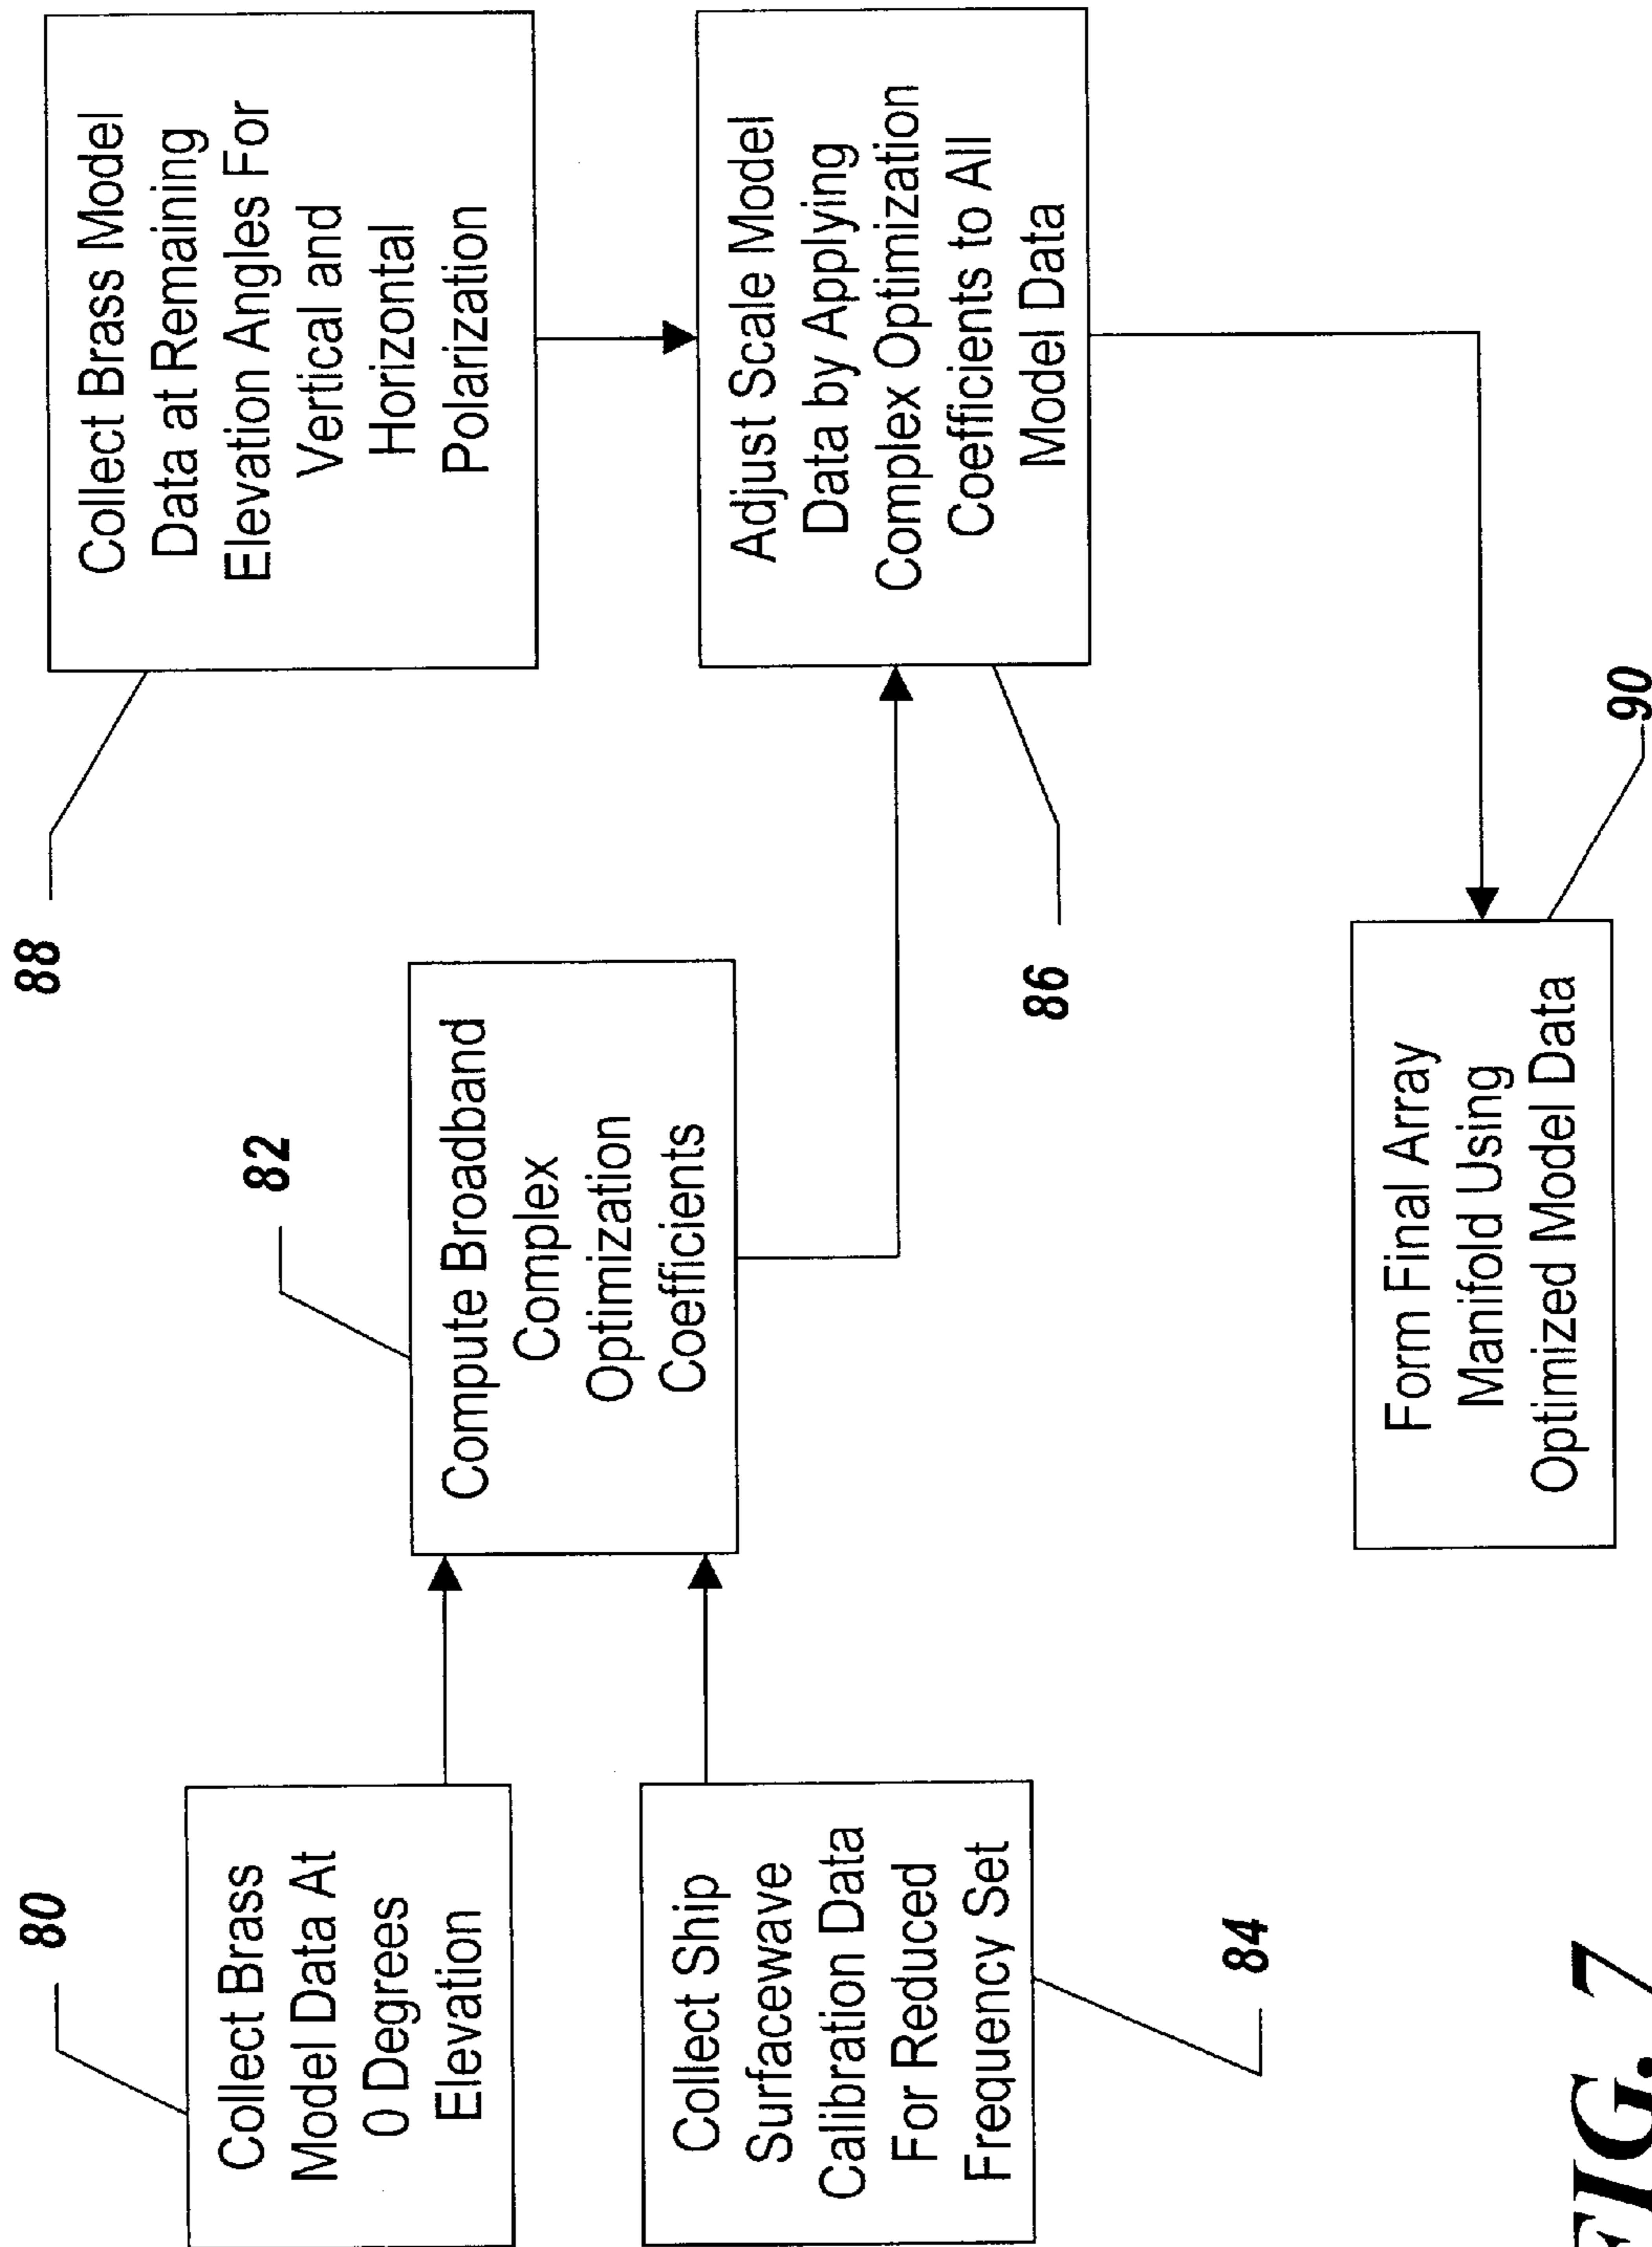 80
Collect Brass
Model Data At
0 Degrees
Elevation
84
Collect Ship
Surfacewave
Calibration Data
For Reduced
Frequency Set
82
Compute Broadband
Complex
Optimization
Coefficients
88
Collect Brass Model
Data at Remaining
Elevation Angles For
Vertical and
Horizontal
Polarization
86
Adjust Scale Model
Data by Applying
Complex Optimization
Coefficients to All
Model Data
90
Form Final Array
Manifold Using
Optimized Model Data
FIG. 7